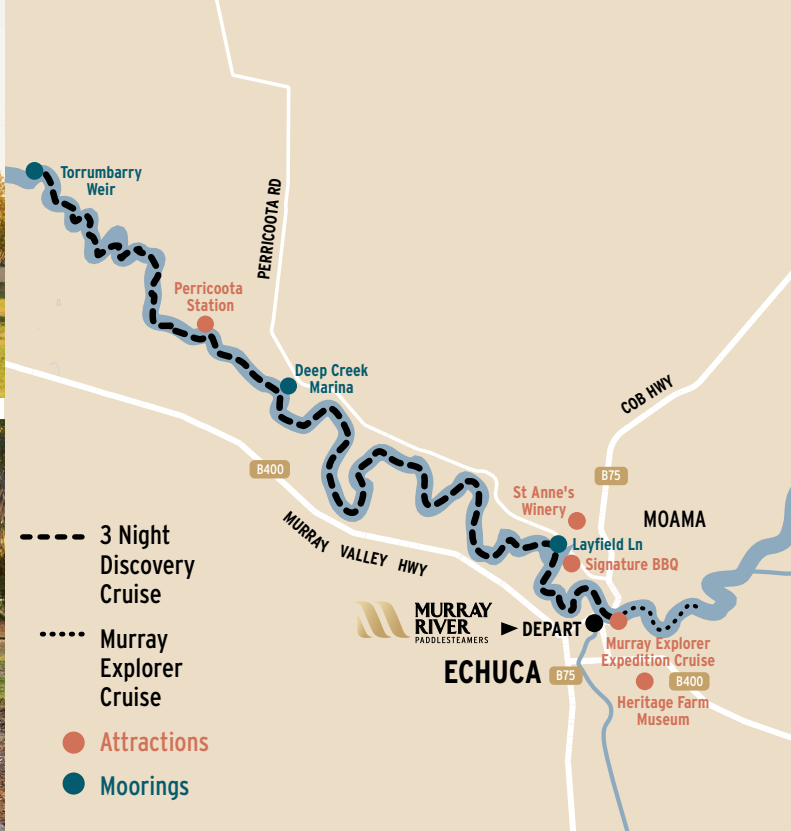 Torrumbarry
Weir
PERRICOOTA RD
Perricoota
Station
Deep Creek
Marina
COB HWY
B400
B75
St Anne's
Winery
MOAMA
MURRAY VALLEY HWY
Layfield Ln
Signature BBQ
3 Night
Discovery
Cruise
MURRAY
RIVER
PADDLESTEAMERS
DEPART
Murray
Explorer
Cruise
Murray Explorer
Expedition Cruise
ECHUCA
B75
B400
Heritage Farm
Museum
Attractions
Moorings